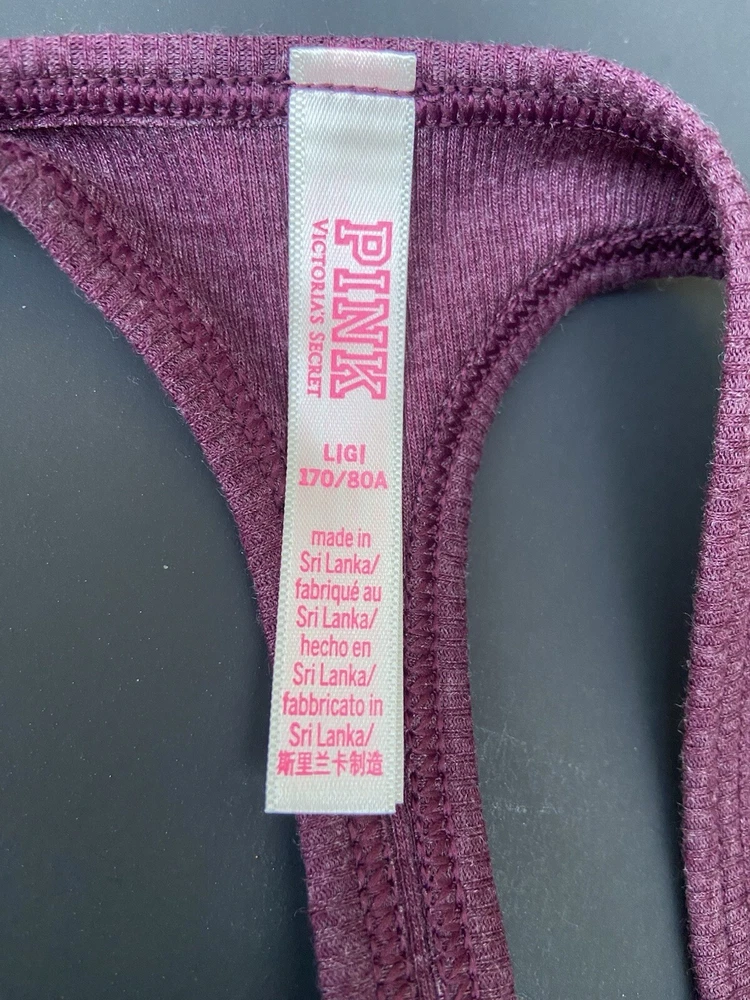 PINK
VICTORIA'S SECRET
L|G|
170/80A
made in
Sri Lanka/
fabriqué au
Sri Lanka/
hecho en
Sri Lanka/
fabbricato in
Sri Lanka/
斯里兰卡制造